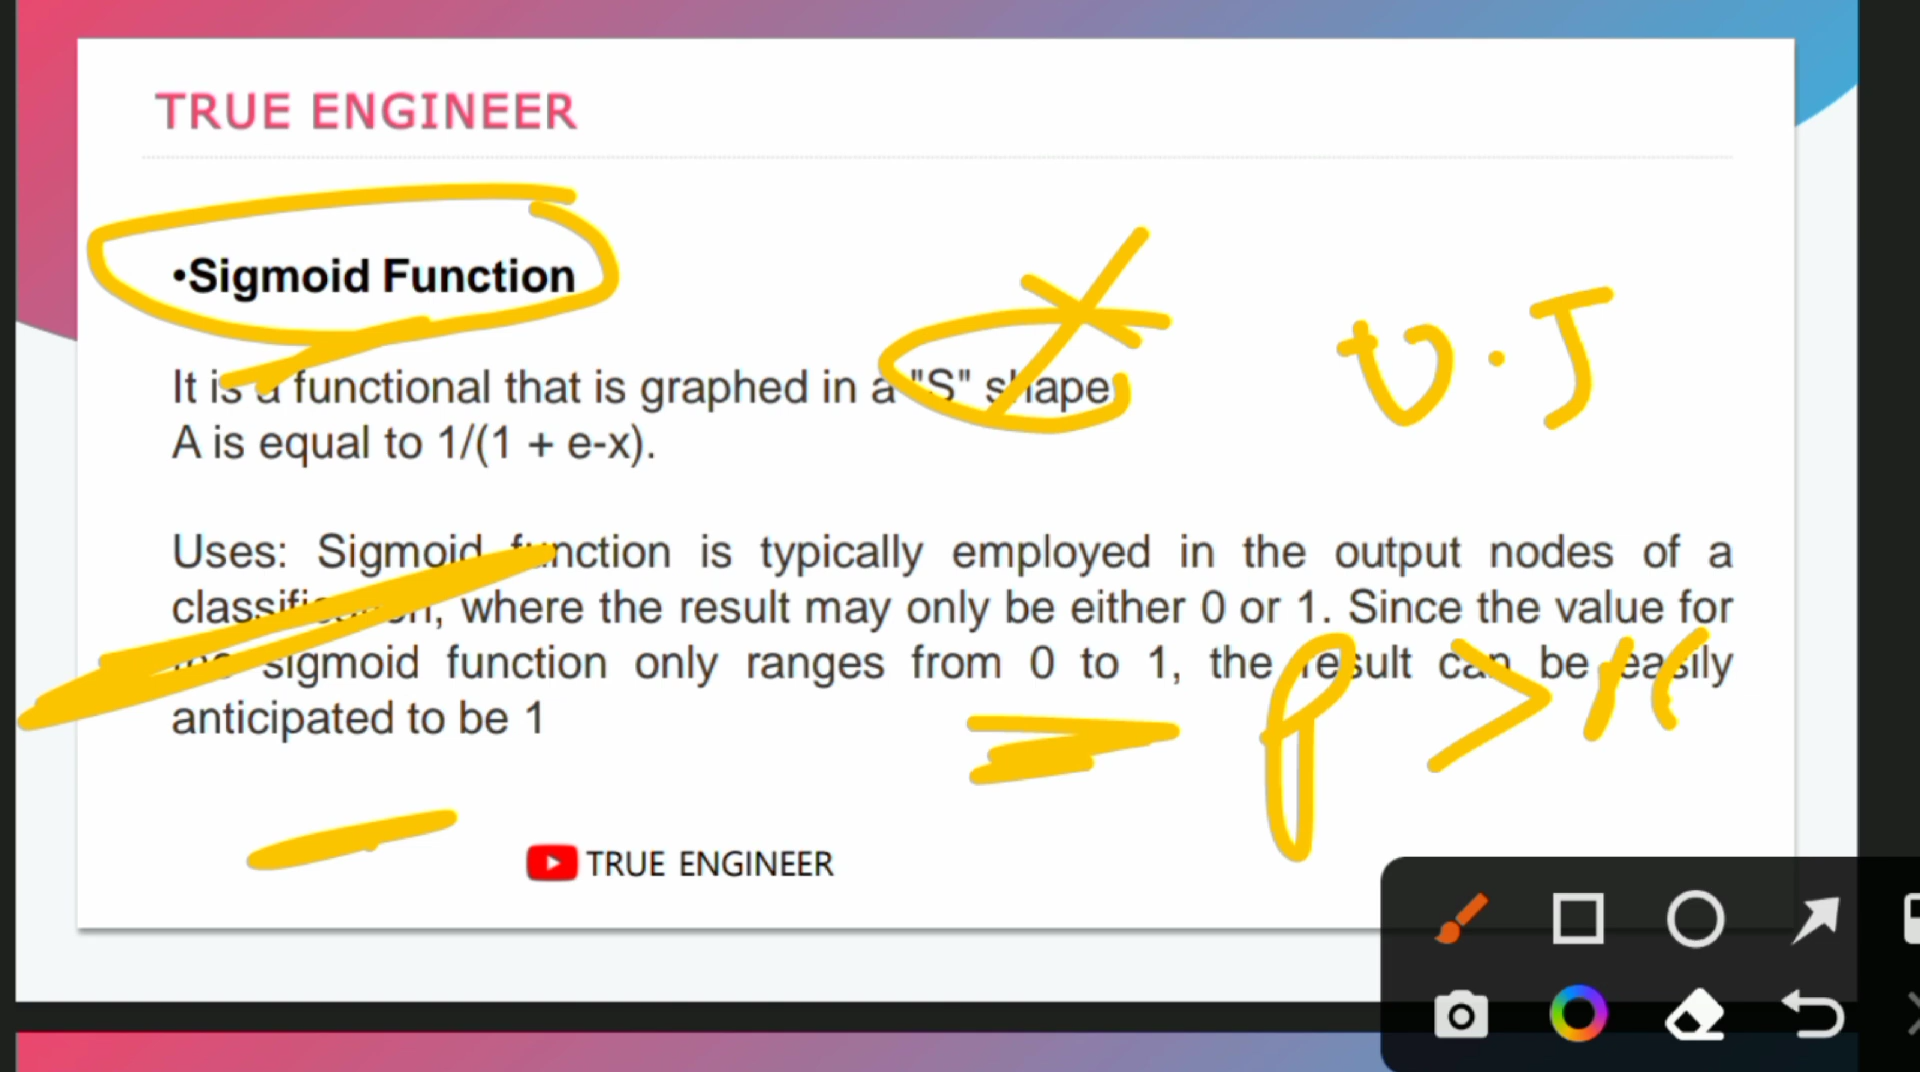 TRUE ENGINEER
•Sigmoid Function
It is a functional that is graphed in a "S" shape
A is equal to 1/(1 + e-x).
Uses: Sigmoid function is typically employed in the output nodes of a
classification, where the result may only be either 0 or 1. Since the value for
the sigmoid function only ranges from 0 to 1, the result can be easily
anticipated to be 1
TRUE ENGINEER